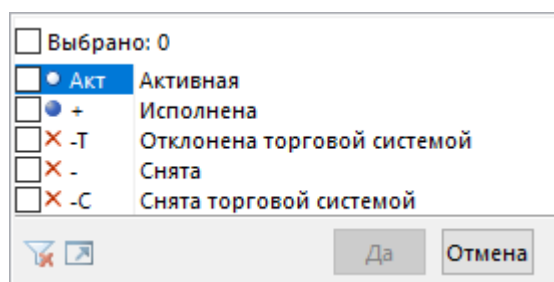 Выбрано: 0
Акт Активная
+ Исполнена
-T Отклонена торговой системой
- Снята
-C Снята торговой системой
Да Отмена